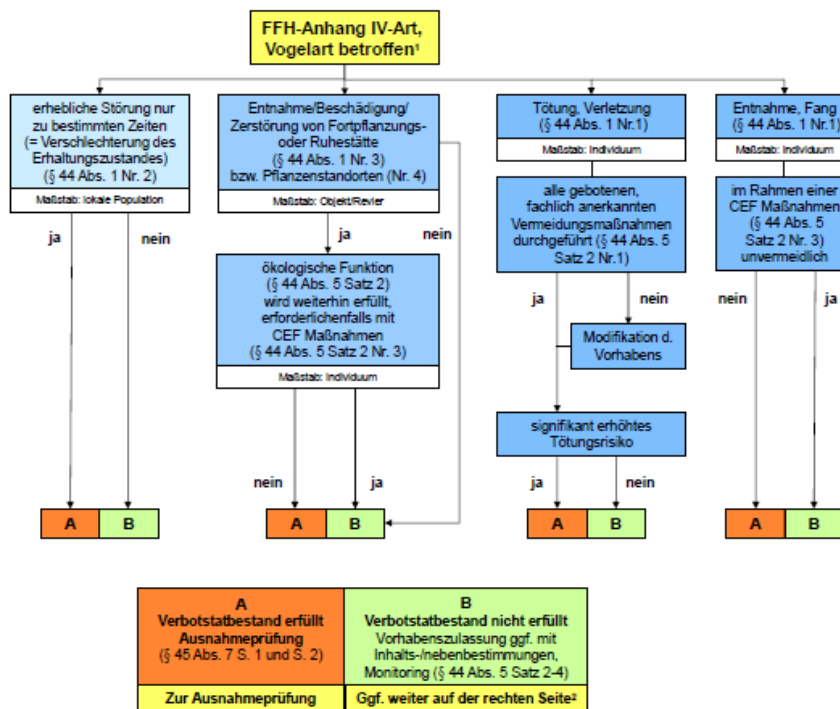 FFH-Anhang IV-Art,
Vogelart betroffen¹
erhebliche Störung nur
zu bestimmten Zeiten
(= Verschlechterung des
Erhaltungszustandes)
(§ 44 Abs. 1 Nr. 2)
Maßstab: lokale Population
ja
nein
Entnahme/Beschädigung/
Zerstörung von Fortpflanzungs-
oder Ruhestätte
(§ 44 Abs. 1 Nr. 3)
bzw. Pflanzenstandorten (Nr. 4)
Maßstab: Objekt/Revier
ja
nein
ökologische Funktion
(§ 44 Abs. 5 Satz 2)
wird weiterhin erfüllt,
erforderlichenfalls mit
CEF Maßnahmen
(§ 44 Abs. 5 Satz 2 Nr. 3)
Maßstab: Individuum
nein
ja
Tötung, Verletzung
(§ 44 Abs. 1 Nr.1)
Maßstab: Individuum
alle gebotenen,
fachlich anerkannten
Vermeidungsmaßnahmen
durchgeführt (§ 44 Abs. 5
Satz 2 Nr.1)
ja
nein
Modifikation d.
Vorhabens
signifikant erhöhtes
Tötungsrisiko
ja
nein
Entnahme, Fang
(§ 44 Abs. 1 Nr.1)
Maßstab: Individuum
im Rahmen einer
CEF Maßnahmen
(§ 44 Abs. 5
Satz 2 Nr. 3)
unvermeidlich
nein
ja
A
B
A
B
A
B
A
B
A
Verbotstatbestand erfüllt
Ausnahmeprüfung
(§ 45 Abs. 7 S. 1 und S. 2)
B
Verbotstatbestand nicht erfüllt
Vorhabenszulassung ggf. mit
Inhalts-/nebenbestimmungen,
Monitoring (§ 44 Abs. 5 Satz 2-4)
Zur Ausnahmeprüfung
Ggf. weiter auf der rechten Seite²